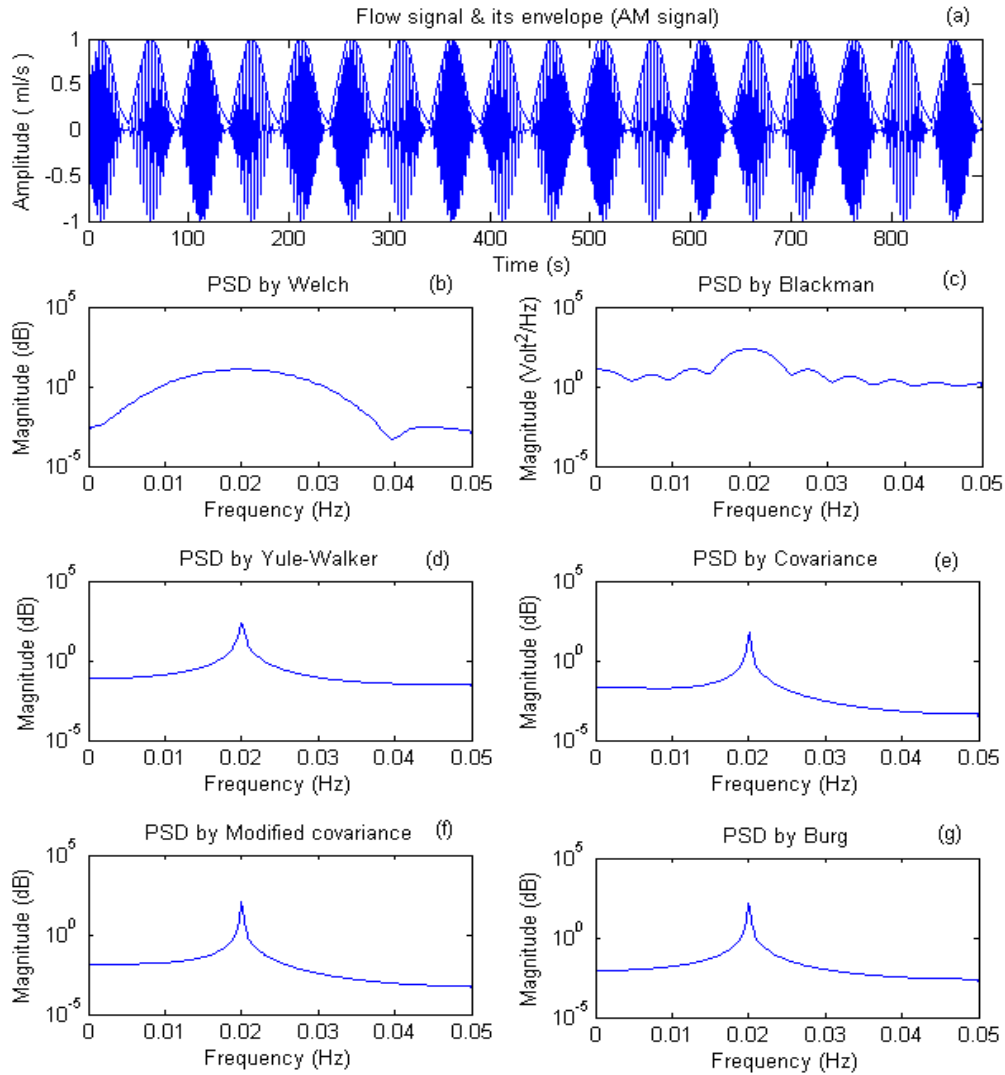 Flow signal & its envelope (AM signal)
(a)
Amplitude ( m/s)
1
0.5
0
-0.5
-1
0 100 200 300 400 500 600 700 800
Time (s)
PSD by Welch
(b)
Magnitude (dB)
10^5
10^0
10^-5
0 0.01 0.02 0.03 0.04 0.05
Frequency (Hz)
PSD by Blackman
(c)
Magnitude (Volt^2/Hz)
10^5
10^0
10^-5
0 0.01 0.02 0.03 0.04 0.05
Frequency (Hz)
PSD by Yule-Walker
(d)
Magnitude (dB)
10^5
10^0
10^-5
0 0.01 0.02 0.03 0.04 0.05
Frequency (Hz)
PSD by Covariance
(e)
Magnitude (dB)
10^5
10^0
10^-5
0 0.01 0.02 0.03 0.04 0.05
Frequency (Hz)
PSD by Modified covariance
(f)
Magnitude (dB)
10^5
10^0
10^-5
0 0.01 0.02 0.03 0.04 0.05
Frequency (Hz)
PSD by Burg
(g)
Magnitude (dB)
10^5
10^0
10^-5
0 0.01 0.02 0.03 0.04 0.05
Frequency (Hz)